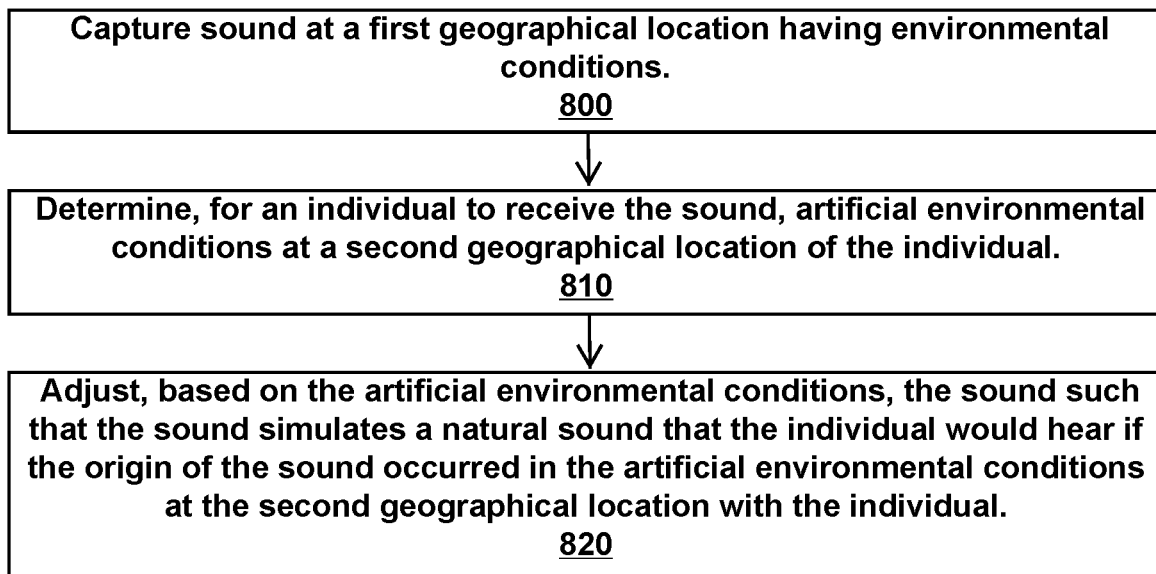 Capture sound at a first geographical location having environmental
conditions.
800
Determine, for an individual to receive the sound, artificial environmental
conditions at a second geographical location of the individual.
810
Adjust, based on the artificial environmental conditions, the sound such
that the sound simulates a natural sound that the individual would hear if
the origin of the sound occurred in the artificial environmental conditions
at the second geographical location with the individual.
820